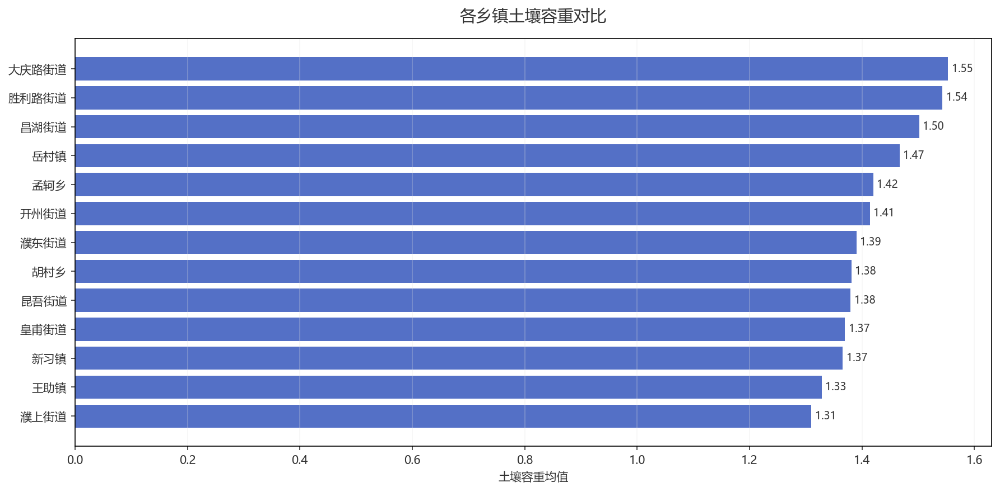 各乡镇土壤容重对比
大庆路街道 1.55
胜利路街道 1.54
昌湖街道 1.50
岳村镇 1.47
孟轲乡 1.42
开州街道 1.41
濮东街道 1.39
胡村乡 1.38
昆吾街道 1.38
皇甫街道 1.37
新习镇 1.37
王助镇 1.33
濮上街道 1.31
0.0 0.2 0.4 0.6 0.8 1.0 1.2 1.4 1.6
土壤容重均值